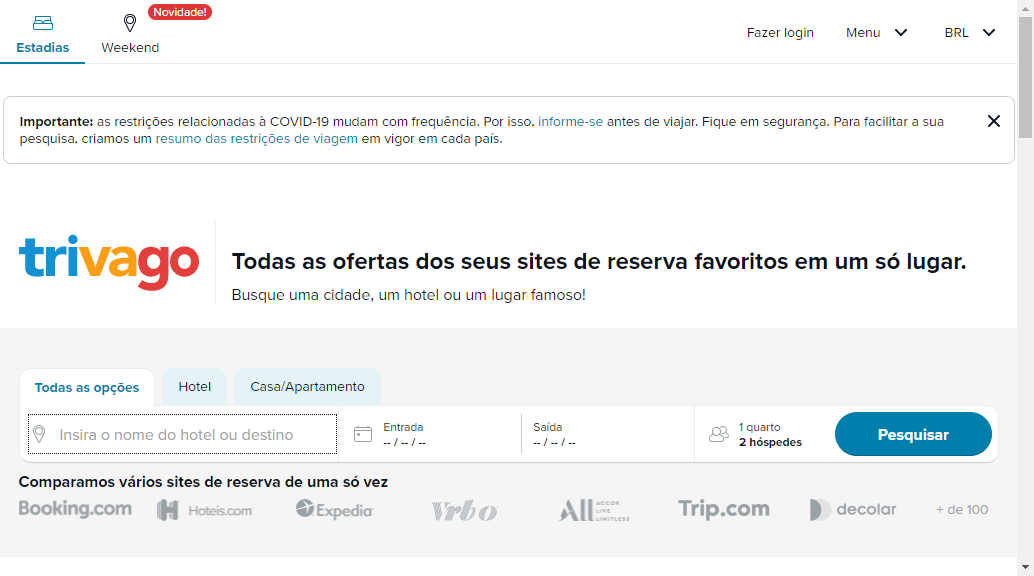 Novidade!
Estadias
Weekend
Fazer login
Menu
BRL
Importante: as restrições relacionadas à COVID-19 mudam com frequência. Por isso, informe-se antes de viajar. Fique em segurança. Para facilitar a sua
pesquisa, criamos um resumo das restrições de viagem em vigor em cada país.
trivago
Todas as ofertas dos seus sites de reserva favoritos em um só lugar.
Busque uma cidade, um hotel ou um lugar famoso!
Todas as opções
Hotel
Casa/Apartamento
Insira o nome do hotel ou destino
Entrada
-- / -- / --
Saída
-- / -- / --
1 quarto
2 hóspedes
Pesquisar
Comparamos vários sites de reserva de uma só vez
Booking.com
Hoteis.com
Expedia
Vrbo
ALL ACCOR LIVE LIMITLESS
Trip.com
decolar
+ de 100